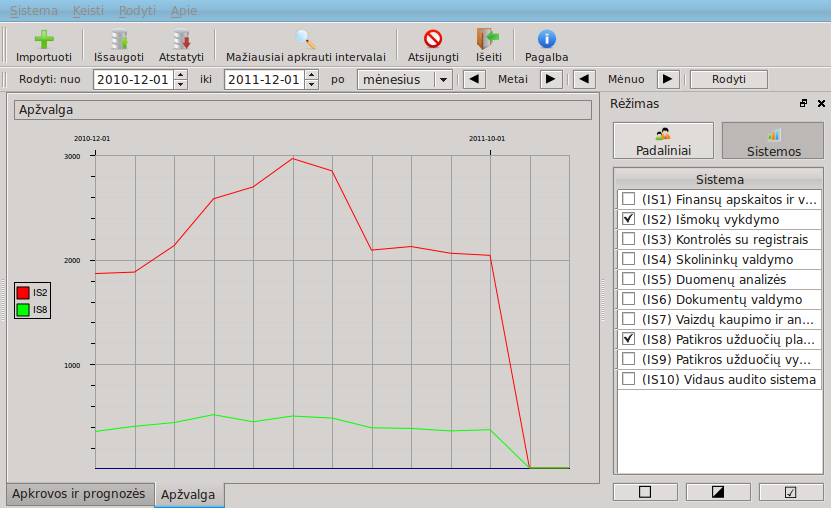 Sistema Keisti Rodyti Apie
Importuoti Išsaugoti Atstatyti Mažiausiai apkrauti intervalai Atsijungti Išeiti Pagalba
Rodyti: nuo 2010-12-01 iki 2011-12-01 po mėnesius Metai Mėnuo Rodyti
Apžvalga
2010-12-01 2011-10-01
3000
2000
1000
IS2
IS8
Apkrovos ir prognozės Apžvalga
Rėžimas
Padaliniai Sistemos
Sistema
(IS1) Finansų apskaitos ir v...
(IS2) Išmokų vykdymo
(IS3) Kontrolės su registrais
(IS4) Skolininkų valdymo
(IS5) Duomenų analizės
(IS6) Dokumentų valdymo
(IS7) Vaizdų kaupimo ir an...
(IS8) Patikros užduočių pla...
(IS9) Patikros užduočių vy...
(IS10) Vidaus audito sistema